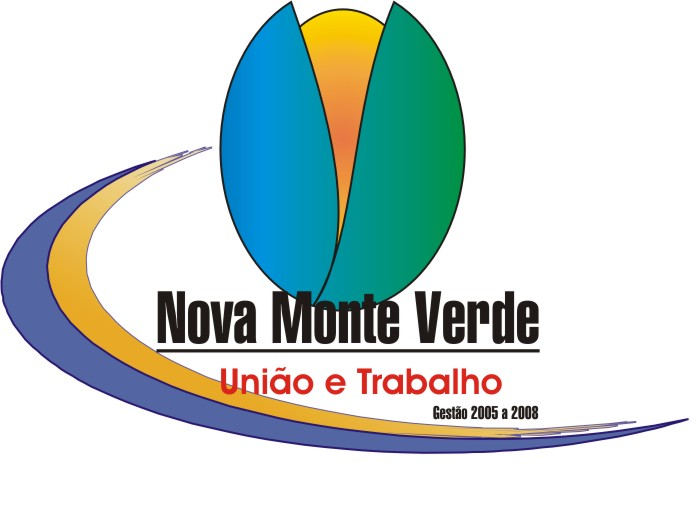 Nova Monte Verde
União e Trabalho
Gestão 2005 a 2008